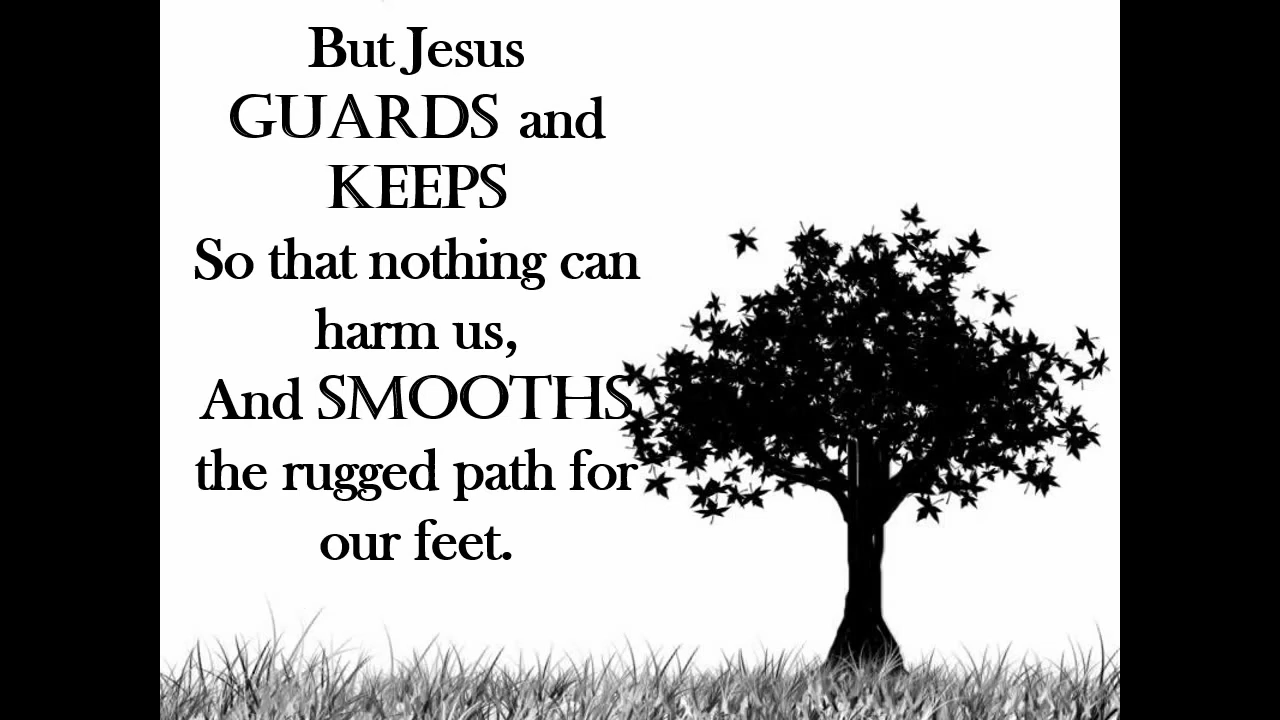 But Jesus
GUARDS and
KEEPS
So that nothing can
harm us,
And SMOOTHS
the rugged path for
our feet.